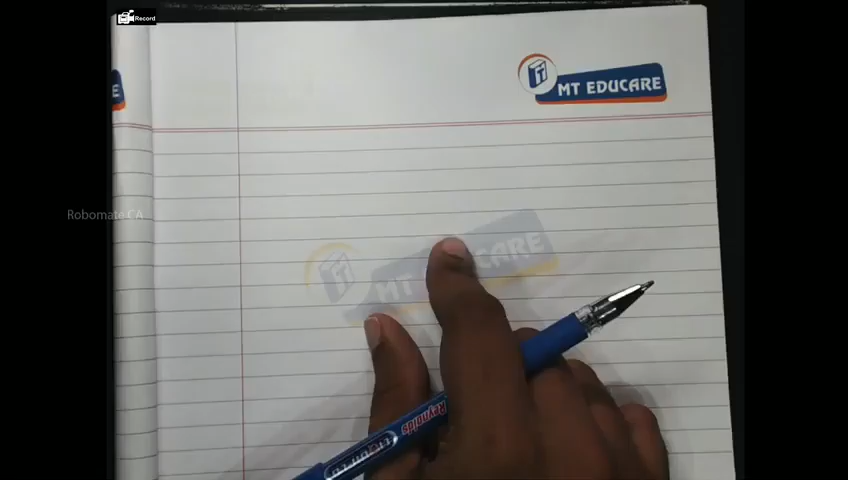 Record
MT EDUCARE
E
Robomate CA
MT EDUCARE
Reynolds